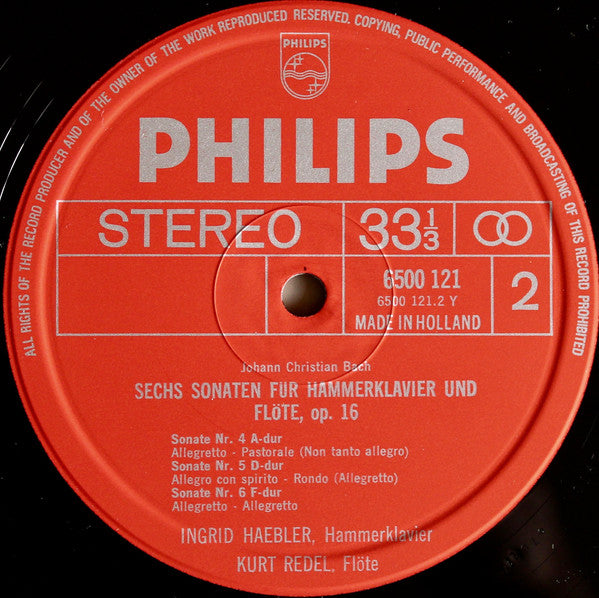 ALL RIGHTS OF THE RECORD PRODUCER AND OF THE OWNER OF THE WORK REPRODUCED RESERVED. COPYING, PUBLIC PERFORMANCE AND BROADCASTING OF THIS RECORD PROHIBITED
PHILIPS
PHILIPS
STEREO
33 1/3
6500 121
6500 121.2 Y
MADE IN HOLLAND
2
Johann Christian Bach
SECHS SONATEN FÜR HAMMERKLAVIER UND
FLÖTE, op. 16
Sonate Nr. 4 A-dur
Allegretto - Pastorale (Non tanto allegro)
Sonate Nr. 5 D-dur
Allegro con spirito - Rondo (Allegretto)
Sonate Nr. 6 F-dur
Allegretto - Allegretto
INGRID HAEBLER, Hammerklavier
KURT REDEL, Flöte